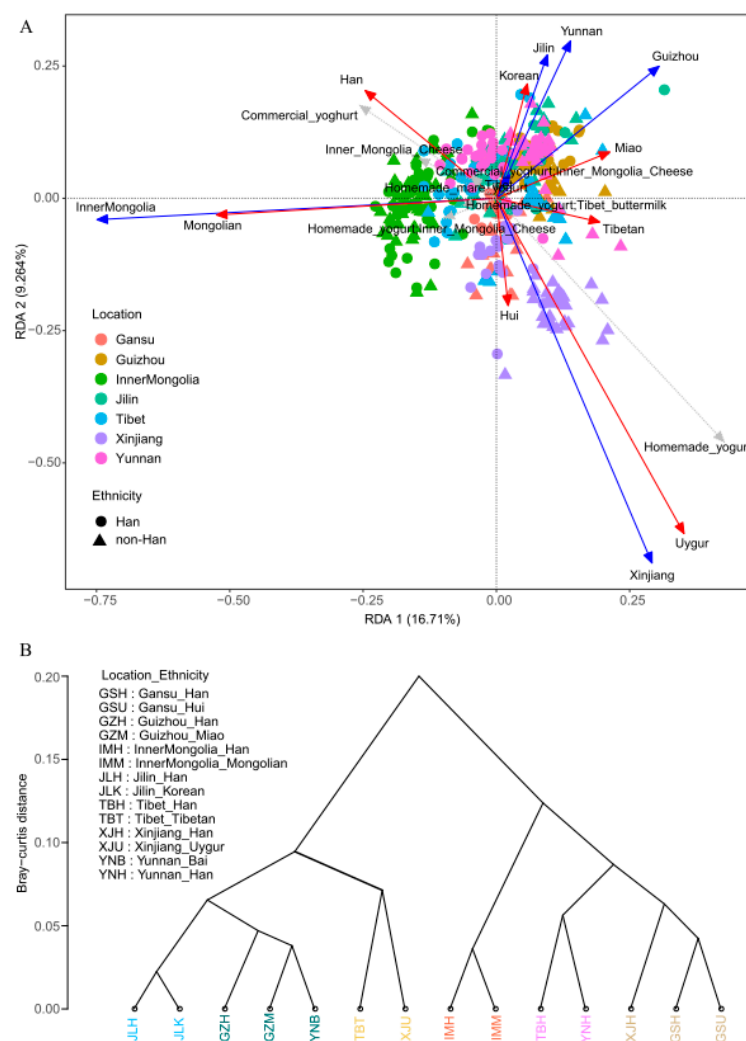 A
Yunnan
Jilin
Guizhou
0.25
Korean
Han
Commercial_yoghurt
Miao
Inner_Mongolia_Cheese
Commercial_yoghurt;Inner_Mongolia_Cheese
Homemade_mare_yogurt
0.00
InnerMongolia
Homemade_yogurt;Tibet_buttermilk
Mongolian
Homemade_yogurt;Inner_Mongolia_Cheese
Tibetan
RDA 2 (9.264%)
−0.25
Hui
Location
Gansu
Guizhou
InnerMongolia
Jilin
Tibet
Xinjiang
Yunnan
Homemade_yogur
−0.50
Ethnicity
Han
non−Han
Uygur
Xinjiang
−0.75
−0.50
−0.25
0.00
0.25
RDA 1 (16.71%)
B
Location_Ethnicity
0.20
GSH : Gansu_Han
GSU : Gansu_Hui
GZH : Guizhou_Han
GZM : Guizhou_Miao
IMH : InnerMongolia_Han
0.15
IMM : InnerMongolia_Mongolian
JLH : Jilin_Han
JLK : Jilin_Korean
TBH : Tibet_Han
TBT : Tibet_Tibetan
XJH : Xinjiang_Han
0.10
XJU : Xinjiang_Uygur
YNB : Yunnan_Bai
YNH : Yunnan_Han
Bray−curtis distance
0.05
0.00
JLH
JLK
GZH
GZM
YNB
TBT
XJU
IMH
IMM
TBH
YNH
XJH
GSH
GSU